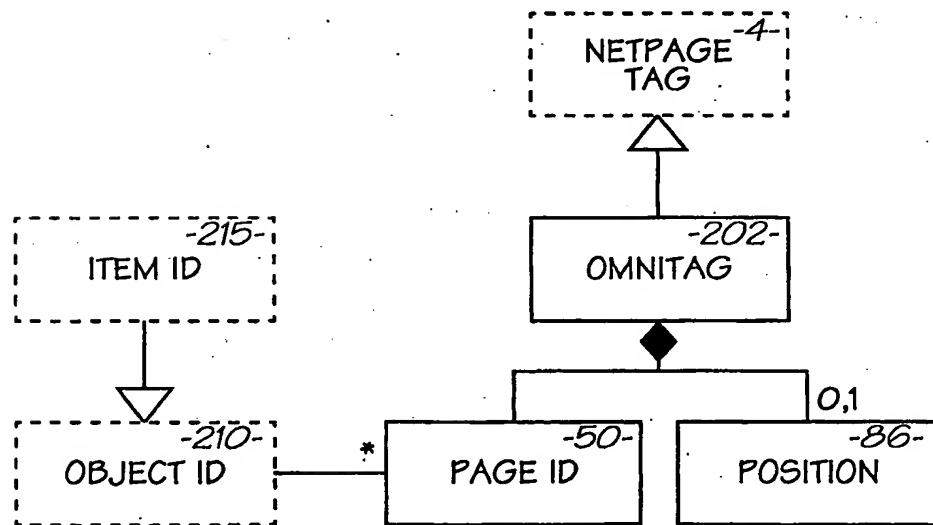 -4-
NETPAGE
TAG
-215-
ITEM ID
-202-
OMNITAG
0,1
-210-
OBJECT ID
*
-50-
PAGE ID
-86-
POSITION